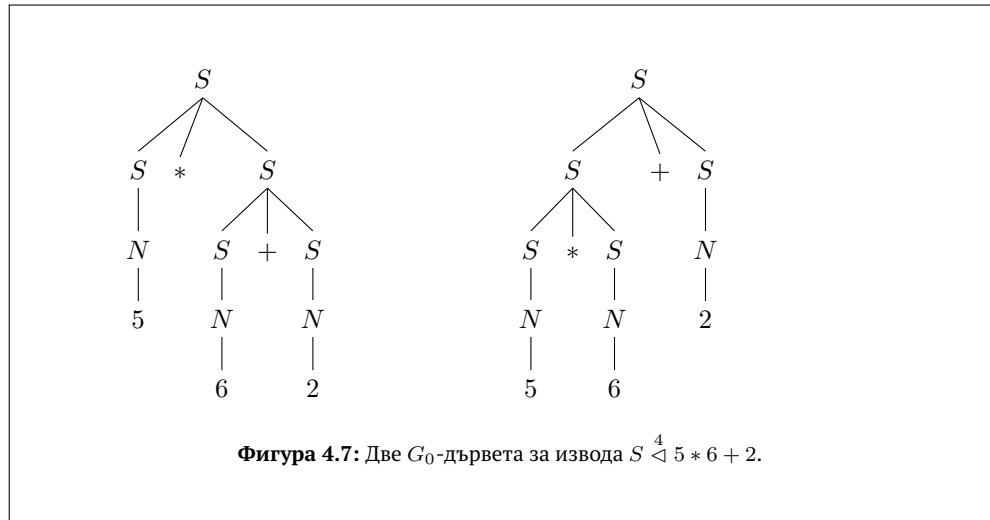 S S
S * S S + S
N S + S S * S N
5 N N N N 2
6 2 5 6
Фигура 4.7: Две G₀-дървета за извода S ⊲⁴ 5 * 6 + 2.